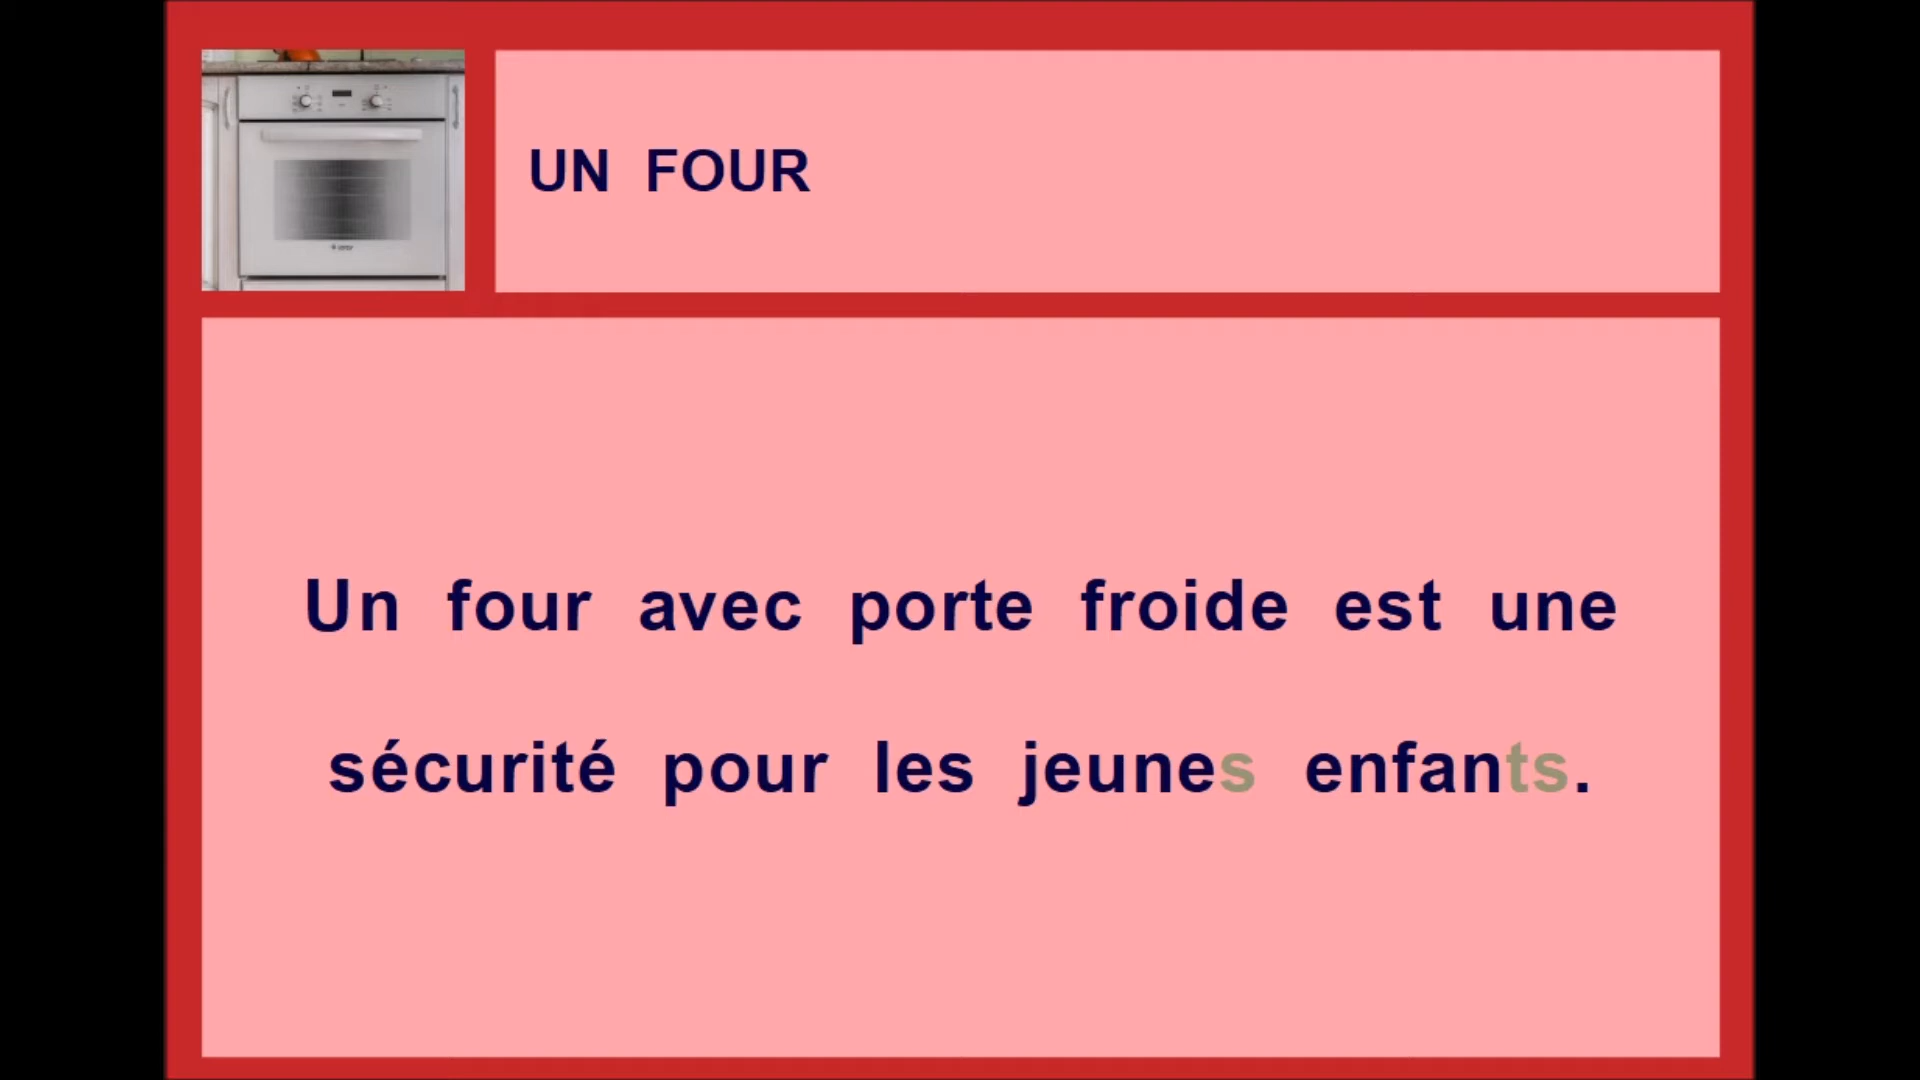 UN FOUR
Un four avec porte froide est une
sécurité pour les jeunes enfants.